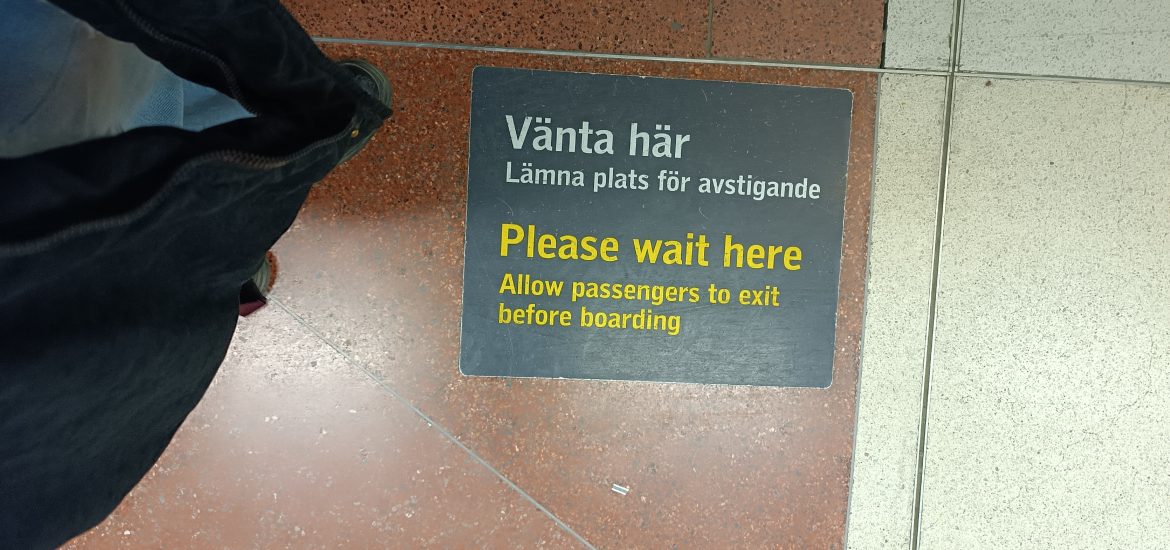 Vänta här
Lämna plats för avstigande
Please wait here
Allow passengers to exit
before boarding